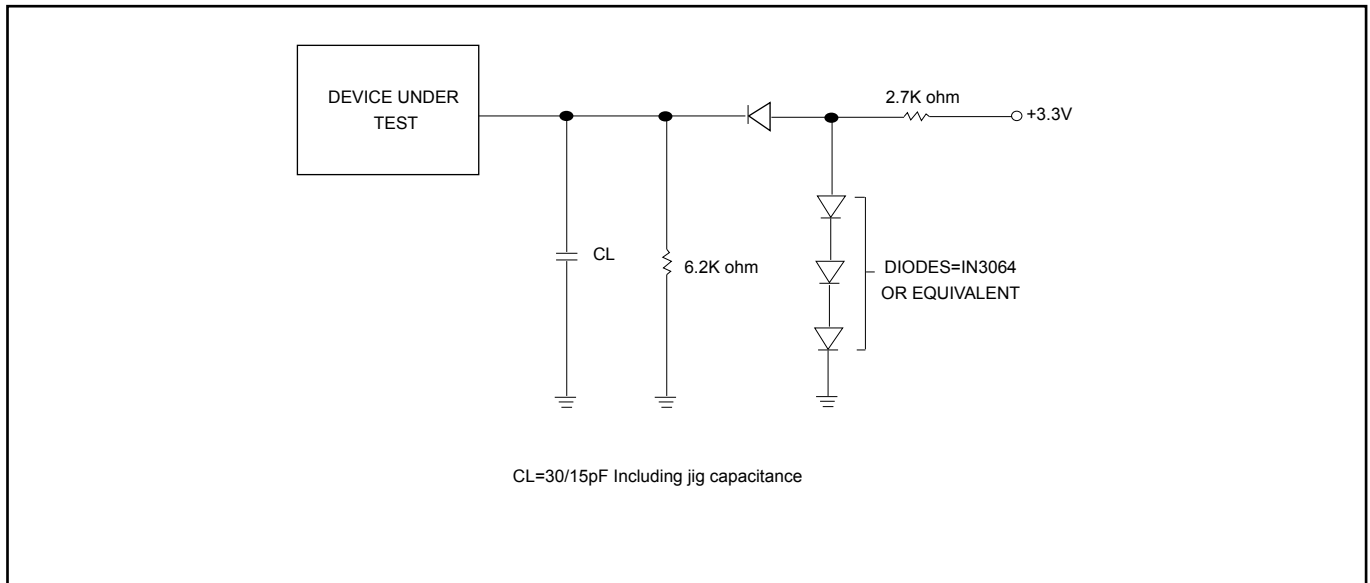 DEVICE UNDER
TEST
2.7K ohm
+3.3V
CL
6.2K ohm
DIODES=IN3064
OR EQUIVALENT
CL=30/15pF Including jig capacitance